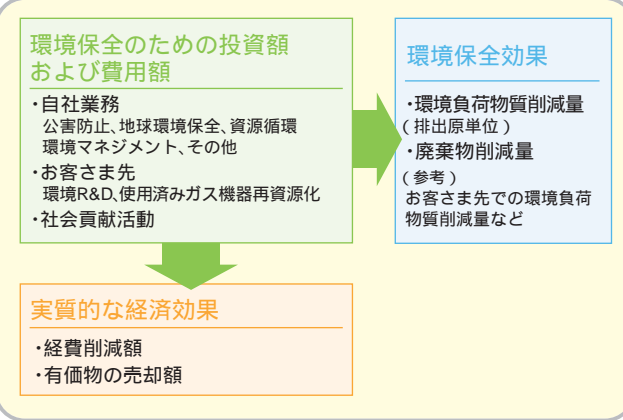 環境保全のための投資額
および費用額
・自社業務
公害防止、地球環境保全、資源循環
環境マネジメント、その他
・お客さま先
環境R&D、使用済みガス機器再資源化
・社会貢献活動
環境保全効果
・環境負荷物質削減量
(排出原単位)
・廃棄物削減量
(参考)
お客さま先での環境負荷
物質削減量など
実質的な経済効果
・経費削減額
・有価物の売却額